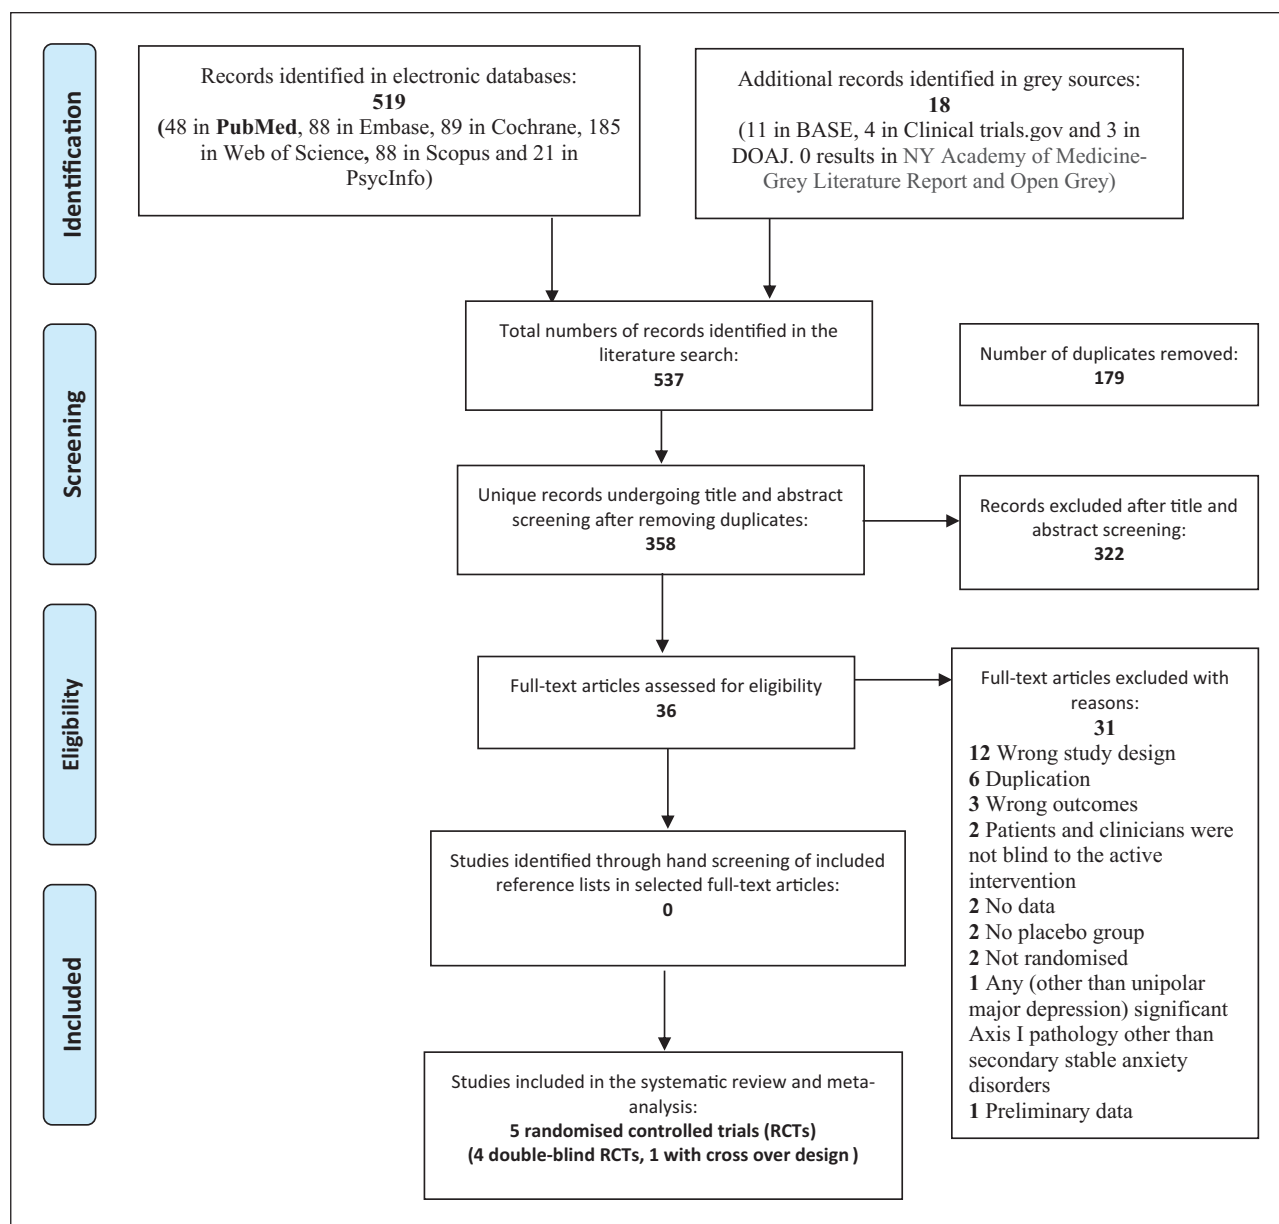 Identification
Records identified in electronic databases:
519
(48 in PubMed, 88 in Embase, 89 in Cochrane, 185
in Web of Science, 88 in Scopus and 21 in
PsycInfo)
Additional records identified in grey sources:
18
(11 in BASE, 4 in Clinical trials.gov and 3 in
DOAJ. 0 results in NY Academy of Medicine-
Grey Literature Report and Open Grey)
Screening
Total numbers of records identified in the
literature search:
537
Number of duplicates removed:
179
Unique records undergoing title and abstract
screening after removing duplicates:
358
Records excluded after title and
abstract screening:
322
Eligibility
Full-text articles assessed for eligibility
36
Full-text articles excluded with
reasons:
31
12 Wrong study design
6 Duplication
3 Wrong outcomes
2 Patients and clinicians were
not blind to the active
intervention
2 No data
2 No placebo group
2 Not randomised
1 Any (other than unipolar
major depression) significant
Axis I pathology other than
secondary stable anxiety
disorders
1 Preliminary data
Studies identified through hand screening of included
reference lists in selected full-text articles:
0
Included
Studies included in the systematic review and meta-
analysis:
5 randomised controlled trials (RCTs)
(4 double-blind RCTs, 1 with cross over design )